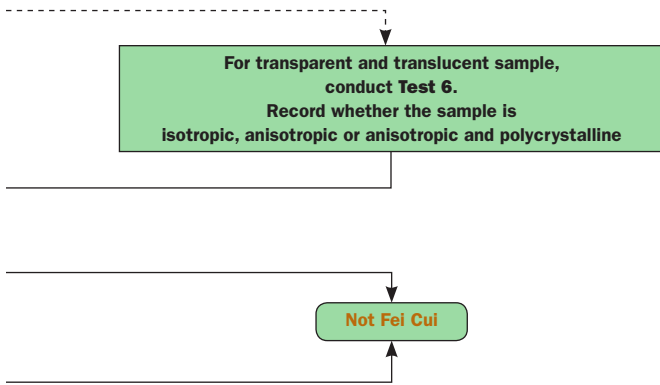 For transparent and translucent sample,
conduct Test 6.
Record whether the sample is
isotropic, anisotropic or anisotropic and polycrystalline
Not Fei Cui